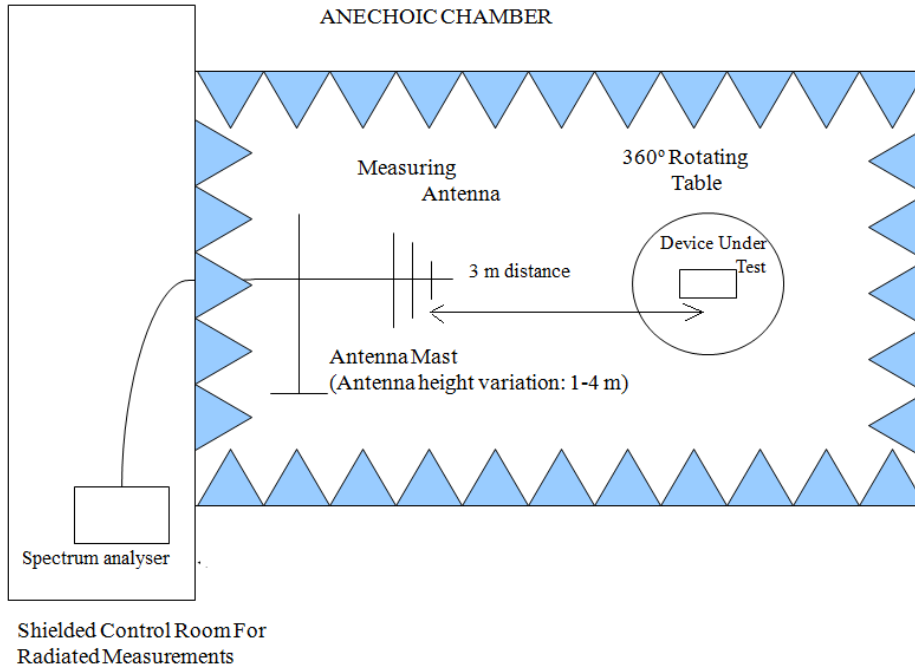 ANECHOIC CHAMBER
Measuring
Antenna
360º Rotating
Table
Device Under
Test
3 m distance
Antenna Mast
(Antenna height variation: 1-4 m)
Spectrum analyser
Shielded Control Room For
Radiated Measurements